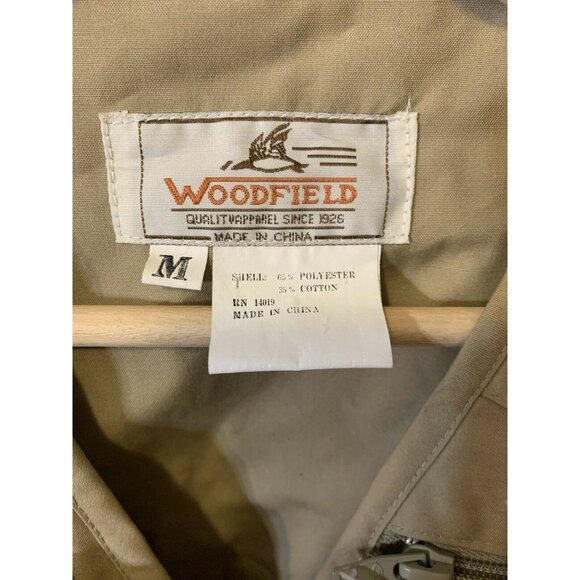 WOODFIELD
QUALITYAPPAREL SINCE 1926
MADE IN CHINA
M
SHELL: 65% POLYESTER
35% COTTON
RN 14019
MADE IN CHINA